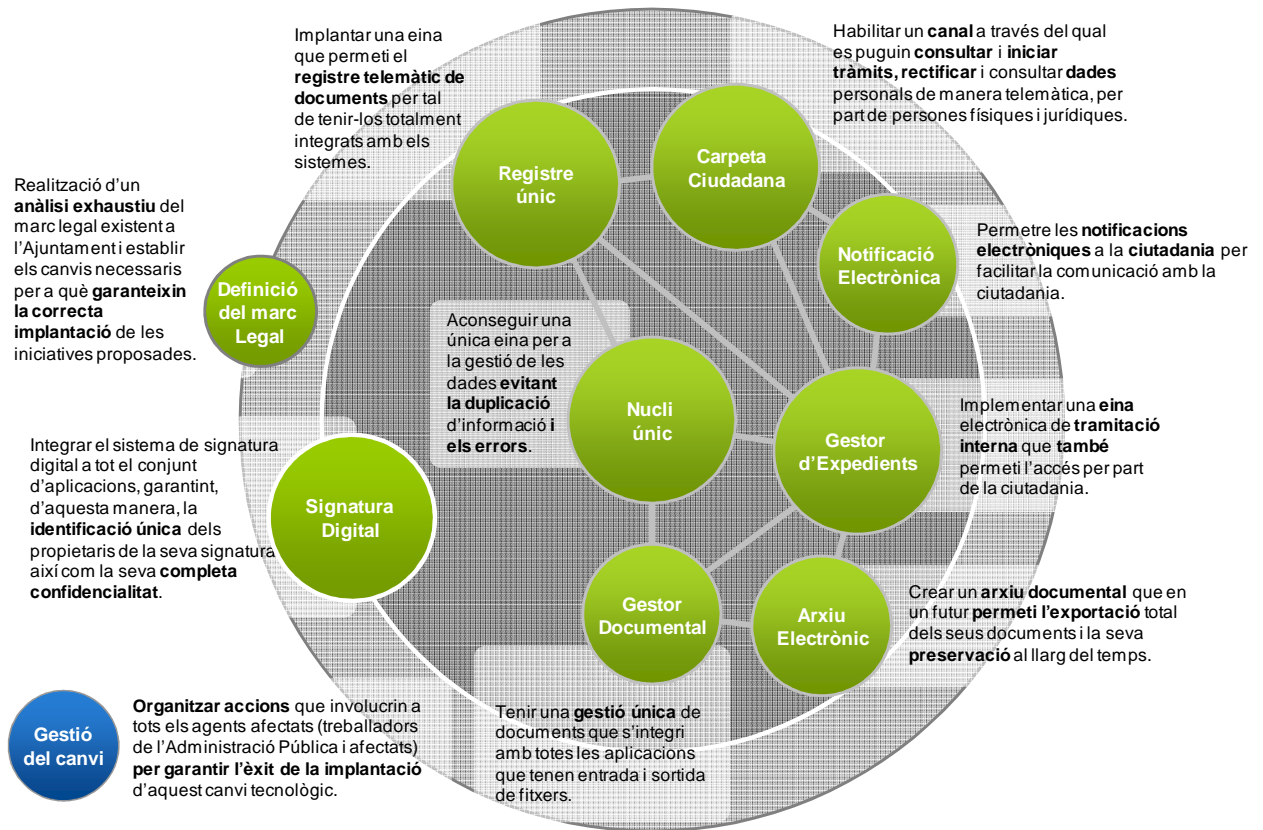 Implantar una eina
que permeti el
registre telemàtic de
documents per tal
de tenir-los totalment
integrats amb els
sistemes.
Habilitar un canal a través del qual
es puguin consultar i iniciar
tràmits, rectificar i consultar dades
personals de manera telemàtica, per
part de persones físiques i jurídiques.
Registre
únic
Carpeta
Ciudadana
Realització d'un
anàlisi exhaustiu del
marc legal existent a
l'Ajuntament i establir
els canvis necessaris
per a què garanteixin
la correcta
implantació de les
iniciatives proposades.
Definició
del marc
Legal
Notificació
Electrònica
Permetre les notificacions
electròniques a la ciutadania per
facilitar la comunicació amb la
ciutadania.
Aconseguir una
única eina per a
la gestió de les
dades evitant
la duplicació
d'informació i
els errors.
Nucli
únic
Gestor
d'Expedients
Implementar una eina
electrònica de tramitació
interna que també
permeti l'accés per part
de la ciutadania.
Integrar el sistema de signatura
digital a tot el conjunt
d'aplicacions, garantint,
d'aquesta manera, la
identificació única dels
propietaris de la seva signatura
així com la seva completa
confidencialitat.
Signatura
Digital
Gestor
Documental
Arxiu
Electrònic
Crear un arxiu documental que en
un futur permeti l'exportació total
dels seus documents i la seva
preservació al llarg del temps.
Gestió
del canvi
Organitzar accions que involucrin a
tots els agents afectats (treballadors
de l'Administració Pública i afectats)
per garantir l'èxit de la implantació
d'aquest canvi tecnològic.
Tenir una gestió única de
documents que s'integri
amb totes les aplicacions
que tenen entrada i sortida
de fitxers.